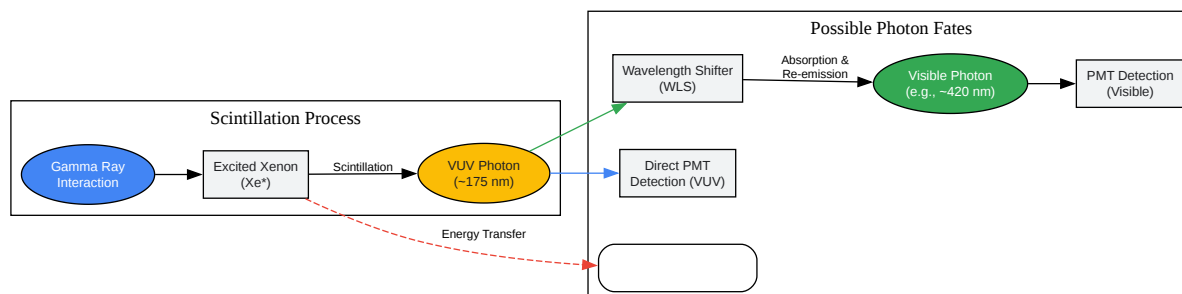 Possible Photon Fates
Absorption &
Re-emission
Wavelength Shifter
(WLS)
Visible Photon
(e.g., ~420 nm)
PMT Detection
(Visible)
Scintillation Process
Gamma Ray
Interaction
Excited Xenon
(Xe*)
Scintillation
VUV Photon
(~175 nm)
Direct PMT
Detection (VUV)
Energy Transfer